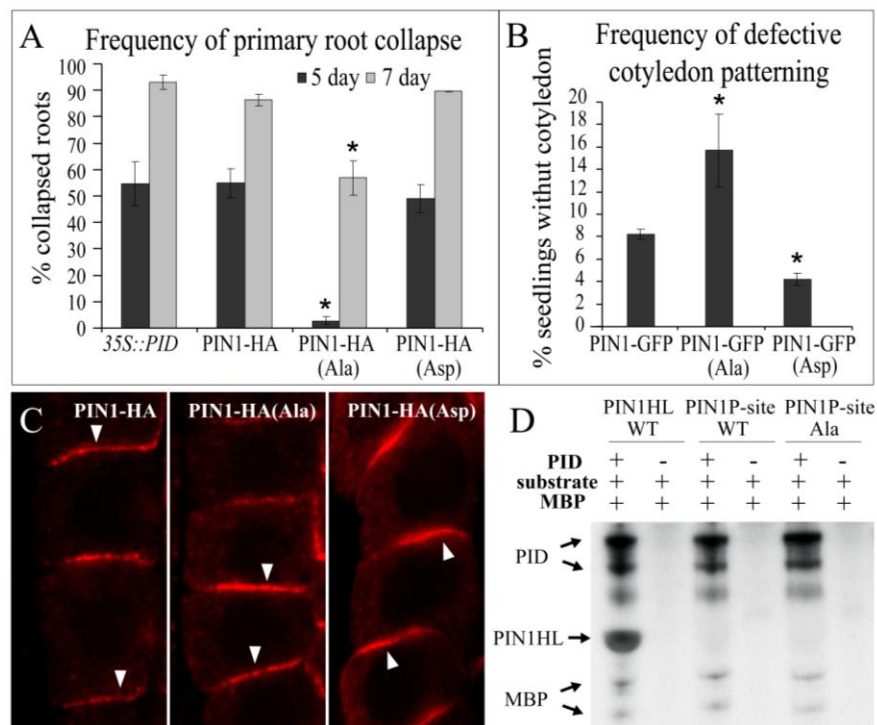 A Frequency of primary root collapse
5 day 7 day
% collapsed roots
100
90
80
70
60
50
40
30
20
10
0
* *
35S::PID PIN1-HA PIN1-HA (Ala) PIN1-HA (Asp)
B Frequency of defective
cotyledon patterning
% seedlings withut cotyledon
20
18
16
14
12
10
8
6
4
2
0
* *
PIN1-GFP PIN1-GFP (Ala) PIN1-GFP (Asp)
C PIN1-HA PIN1-HA(Ala) PIN1-HA(Asp)
D PIN1HL PIN1P-site PIN1P-site
WT WT Ala
PID + - + - + -
substrate + + + + + +
MBP + + + + + +
PID
PIN1HL
MBP